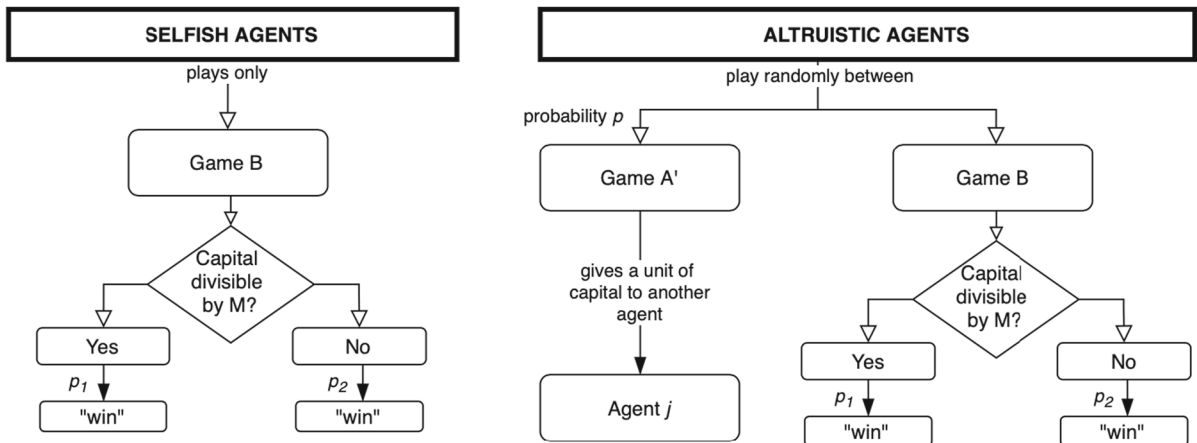 SELFISH AGENTS
plays only
Game B
Capital
divisible
by M?
Yes
No
p1
p2
"win"
"win"
ALTRUISTIC AGENTS
play randomly between
probability p
Game A'
Game B
gives a unit of
capital to another
agent
Agent j
Capital
divisible
by M?
Yes
No
p1
p2
"win"
"win"